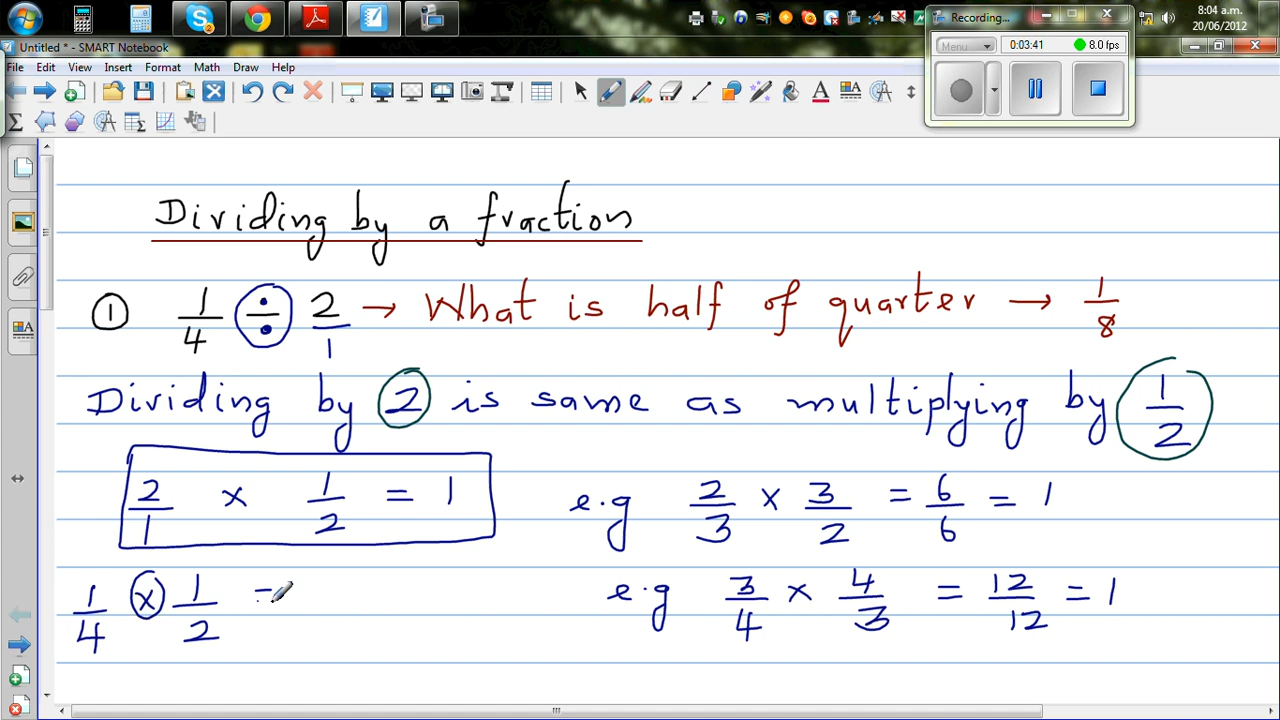 Recording...
8:04 a.m.
20/06/2012
Untitled * - SMART Notebook
Menu
0:03:41
8.0 fps
File Edit View Insert Format Math Draw Help
Dividing by a fraction
① 1/4 ÷ 2/1 → What is half of quarter → 1/8
Dividing by 2 is same as multiplying by 1/2
2/1 × 1/2 = 1 e.g 2/3 × 3/2 = 6/6 = 1
1/4 × 1/2 = e.g 3/4 × 4/3 = 12/12 = 1